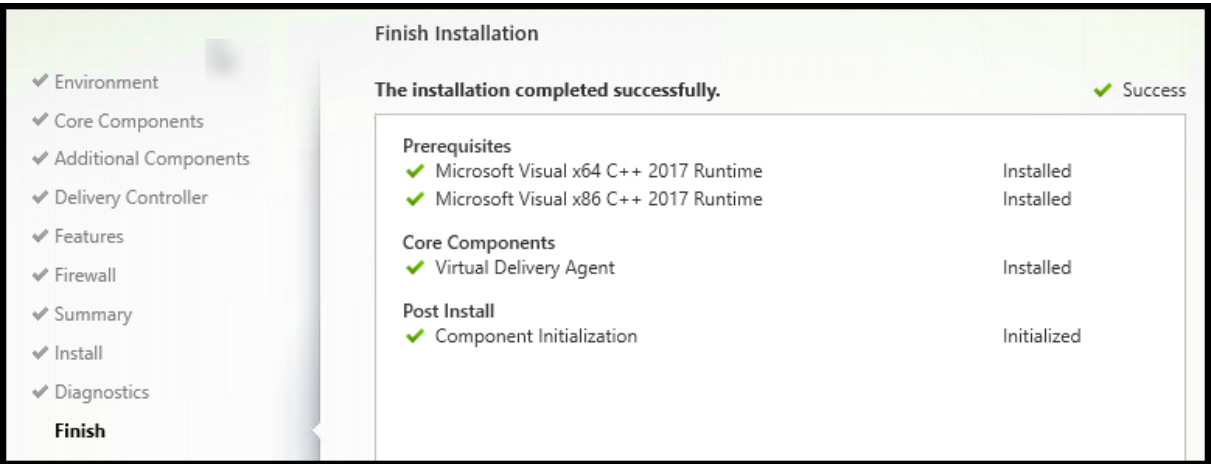 Finish Installation
Environment
Core Components
Additional Components
Delivery Controller
Features
Firewall
Summary
Install
Diagnostics
Finish
The installation completed successfully.
Success
Prerequisites
Microsoft Visual x64 C++ 2017 Runtime Installed
Microsoft Visual x86 C++ 2017 Runtime Installed
Core Components
Virtual Delivery Agent Installed
Post Install
Component Initialization Initialized